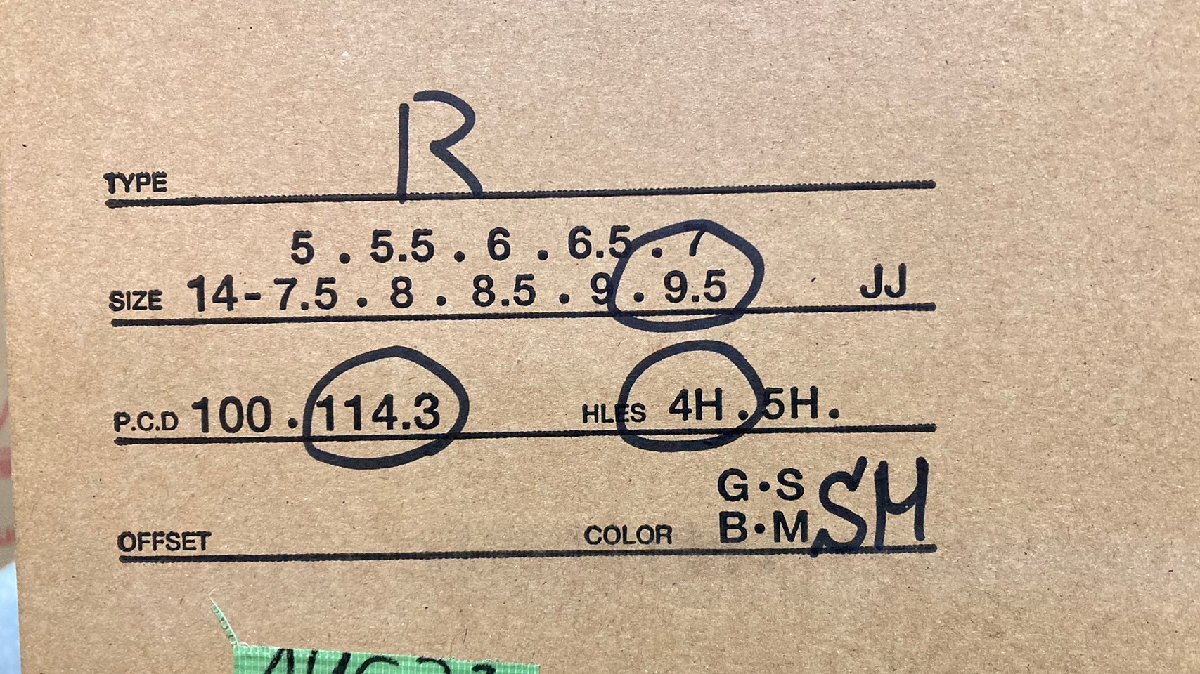 TYPE R
5 . 5.5 . 6 . 6.5 . 7
SIZE 14-7.5 . 8 . 8.5 . 9 . 9.5 JJ
P.C.D 100 . 114.3 HLES 4H . 5H .
G・S
OFFSET COLOR B・M SM